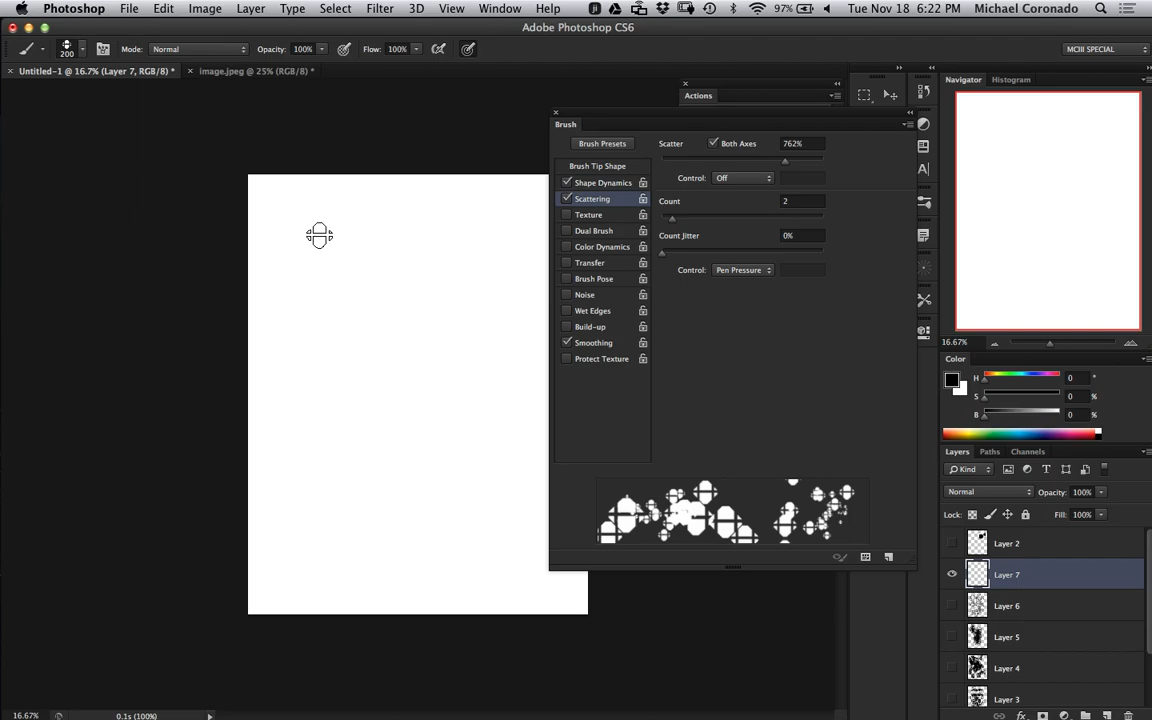 Photoshop File Edit Image Layer Type Select Filter 3D View Window Help 97% Tue Nov 18 6:22 PM Michael Coronado
Adobe Photoshop CS6
200 Mode: Normal Opacity: 100% Flow: 100% MCIII SPECIAL
Untitled-1 @ 16.7% (Layer 7, RGB/8) * image.jpeg @ 25% (RGB/8) *
Actions
Navigator Histogram
Brush
Brush Presets
Brush Tip Shape
Shape Dynamics
Scattering
Texture
Dual Brush
Color Dynamics
Transfer
Brush Pose
Noise
Wet Edges
Build-up
Smoothing
Protect Texture
Scatter Both Axes 762%
Control: Off
Count 2
Count Jitter 0%
Control: Pen Pressure
16.67%
Color
H 0 °
S 0 %
B 0 %
Layers Paths Channels
Kind
Normal Opacity: 100%
Lock: Fill: 100%
Layer 2
Layer 7
Layer 6
Layer 5
Layer 4
Layer 3
16.67% 0.1s (100%)